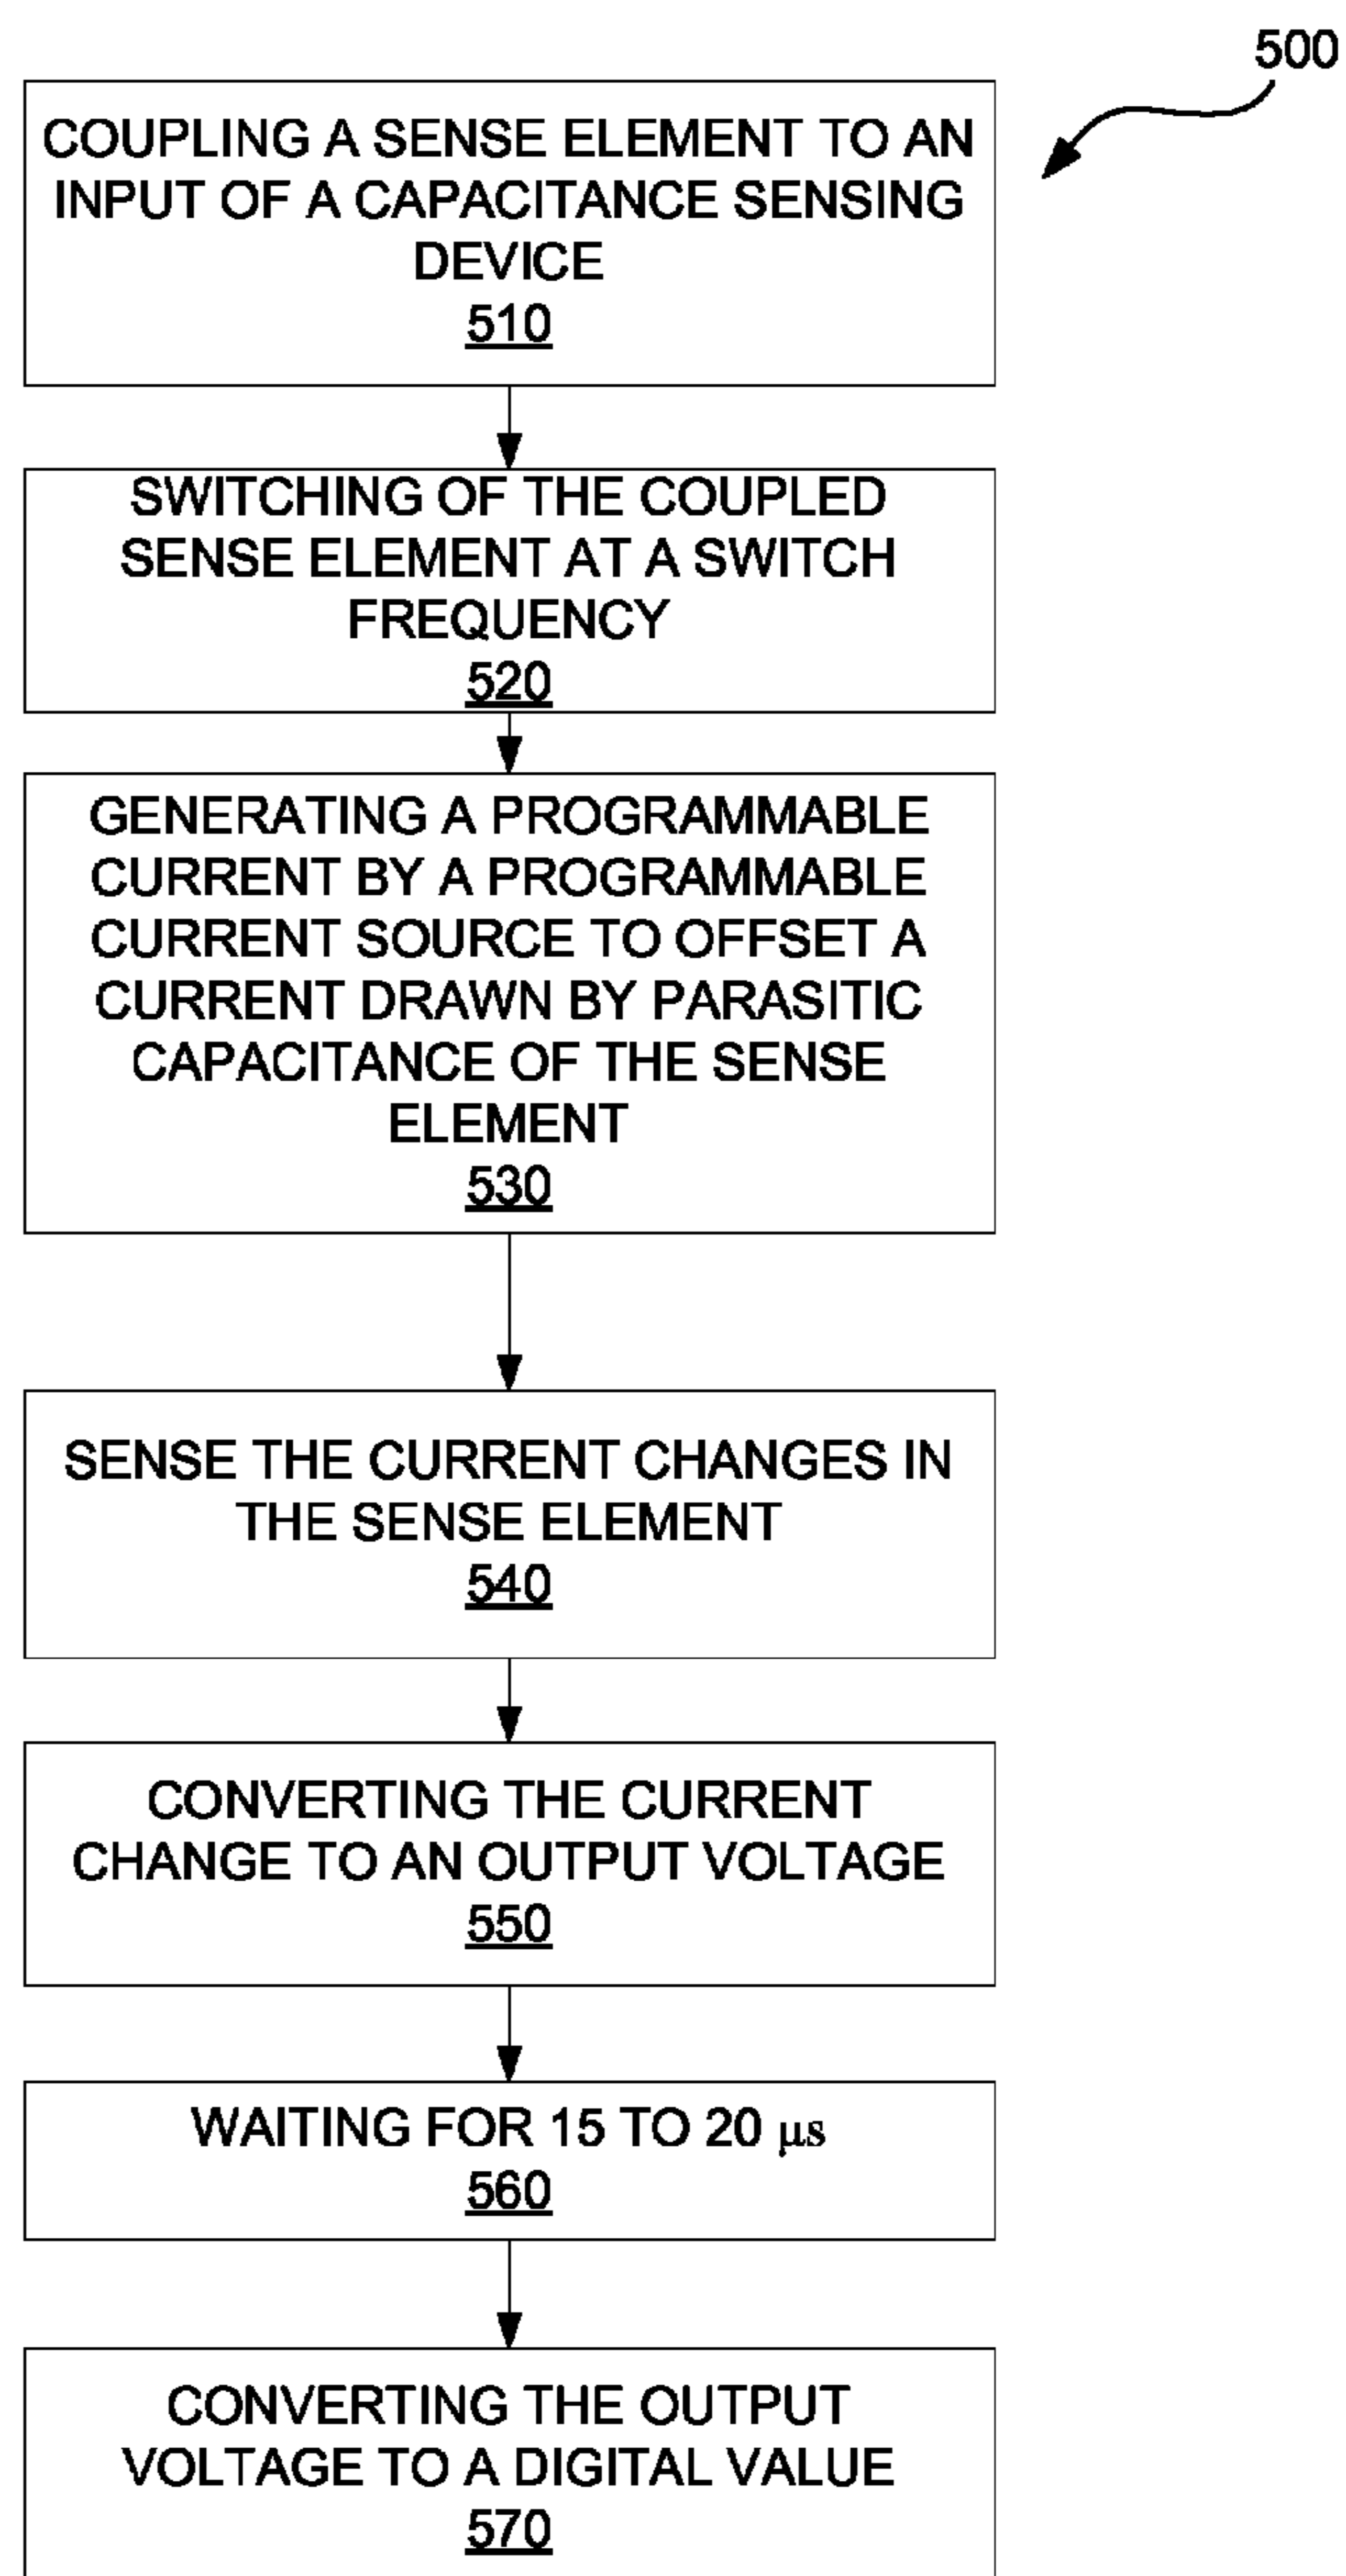 500
COUPLING A SENSE ELEMENT TO AN
INPUT OF A CAPACITANCE SENSING
DEVICE
510
SWITCHING OF THE COUPLED
SENSE ELEMENT AT A SWITCH
FREQUENCY
520
GENERATING A PROGRAMMABLE
CURRENT BY A PROGRAMMABLE
CURRENT SOURCE TO OFFSET A
CURRENT DRAWN BY PARASITIC
CAPACITANCE OF THE SENSE
ELEMENT
530
SENSE THE CURRENT CHANGES IN
THE SENSE ELEMENT
540
CONVERTING THE CURRENT
CHANGE TO AN OUTPUT VOLTAGE
550
WAITING FOR 15 TO 20 μs
560
CONVERTING THE OUTPUT
VOLTAGE TO A DIGITAL VALUE
570